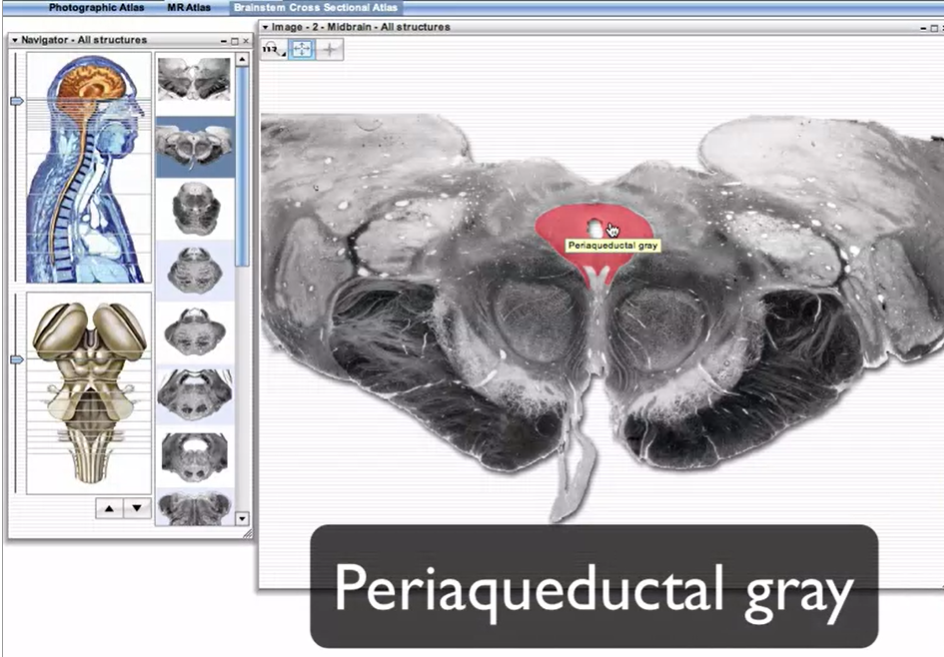 Photographic Atlas MR Atlas Brainstem Cross Sectional Atlas
Image - 2 - Midbrain - All structures
Navigator - All structures
Periaqueductal gray
Periaqueductal gray